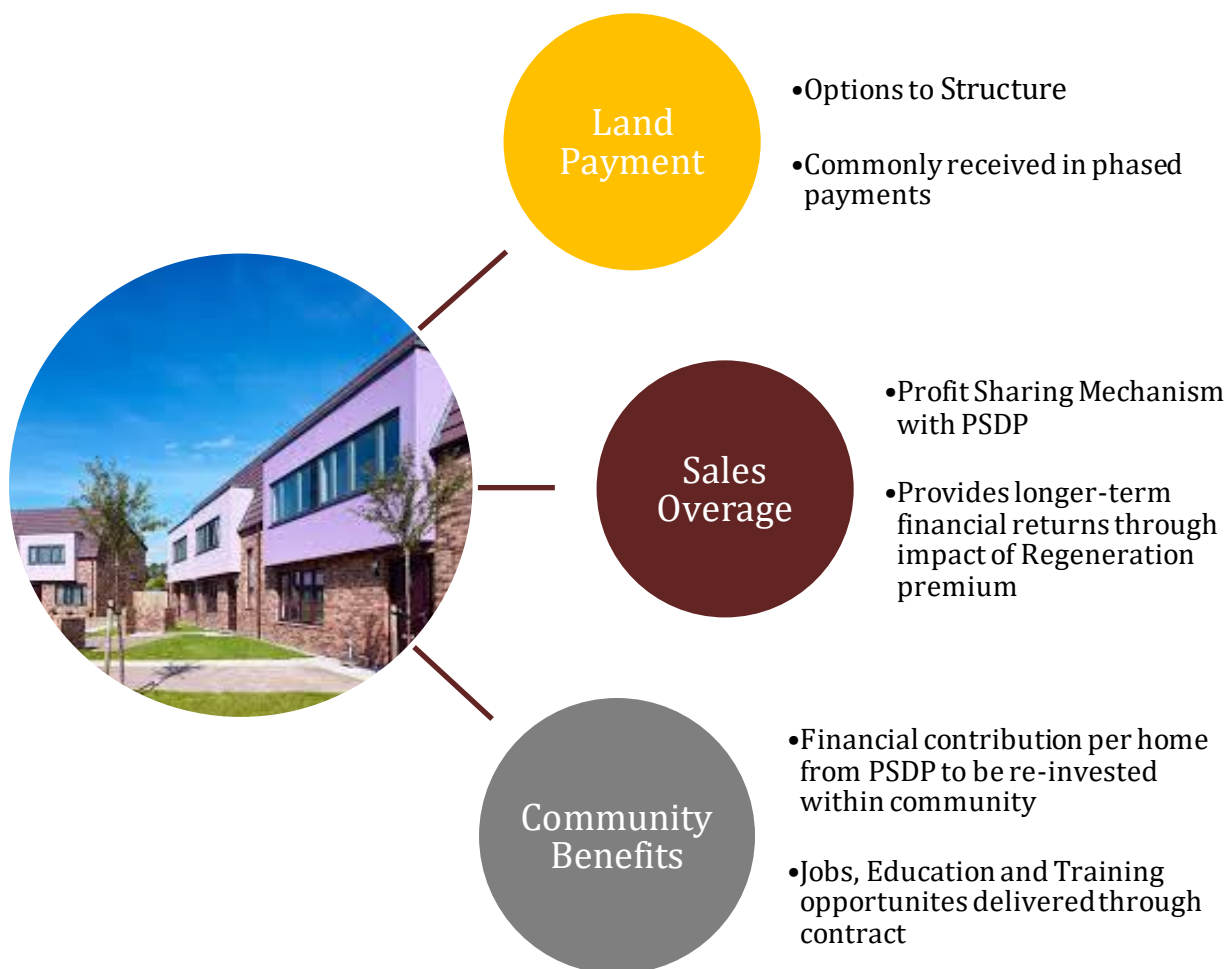 Land
Payment
•Options to Structure
•Commonly received in phased
payments
Sales
Overage
•Profit Sharing Mechanism
with PSDP
•Provides longer-term
financial returns through
impact of Regeneration
premium
Community
Benefits
•Financial contribution per home
from PSDP to be re-invested
within community
•Jobs, Education and Training
opportunites delivered through
contract